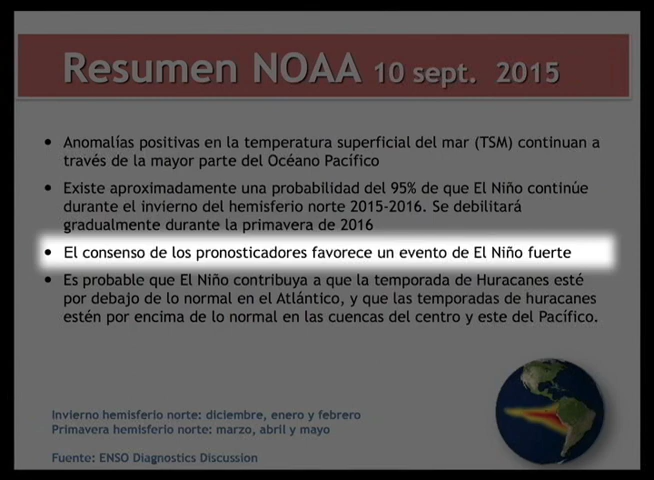 Resumen NOAA 10 sept. 2015
• Anomalías positivas en la temperatura superficial del mar (TSM) continuan a
través de la mayor parte del Océano Pacífico
• Existe aproximadamente una probabilidad del 95% de que El Niño continúe
durante el invierno del hemisferio norte 2015-2016. Se debilitará
gradualmente durante la primavera de 2016
• El consenso de los pronosticadores favorece un evento de El Niño fuerte
• Es probable que El Niño contribuya a que la temporada de Huracanes esté
por debajo de lo normal en el Atlántico, y que las temporadas de huracanes
estén por encima de lo normal en las cuencas del centro y este del Pacífico.
Invierno hemisferio norte: diciembre, enero y febrero
Primavera hemisferio norte: marzo, abril y mayo
Fuente: ENSO Diagnostics Discussion